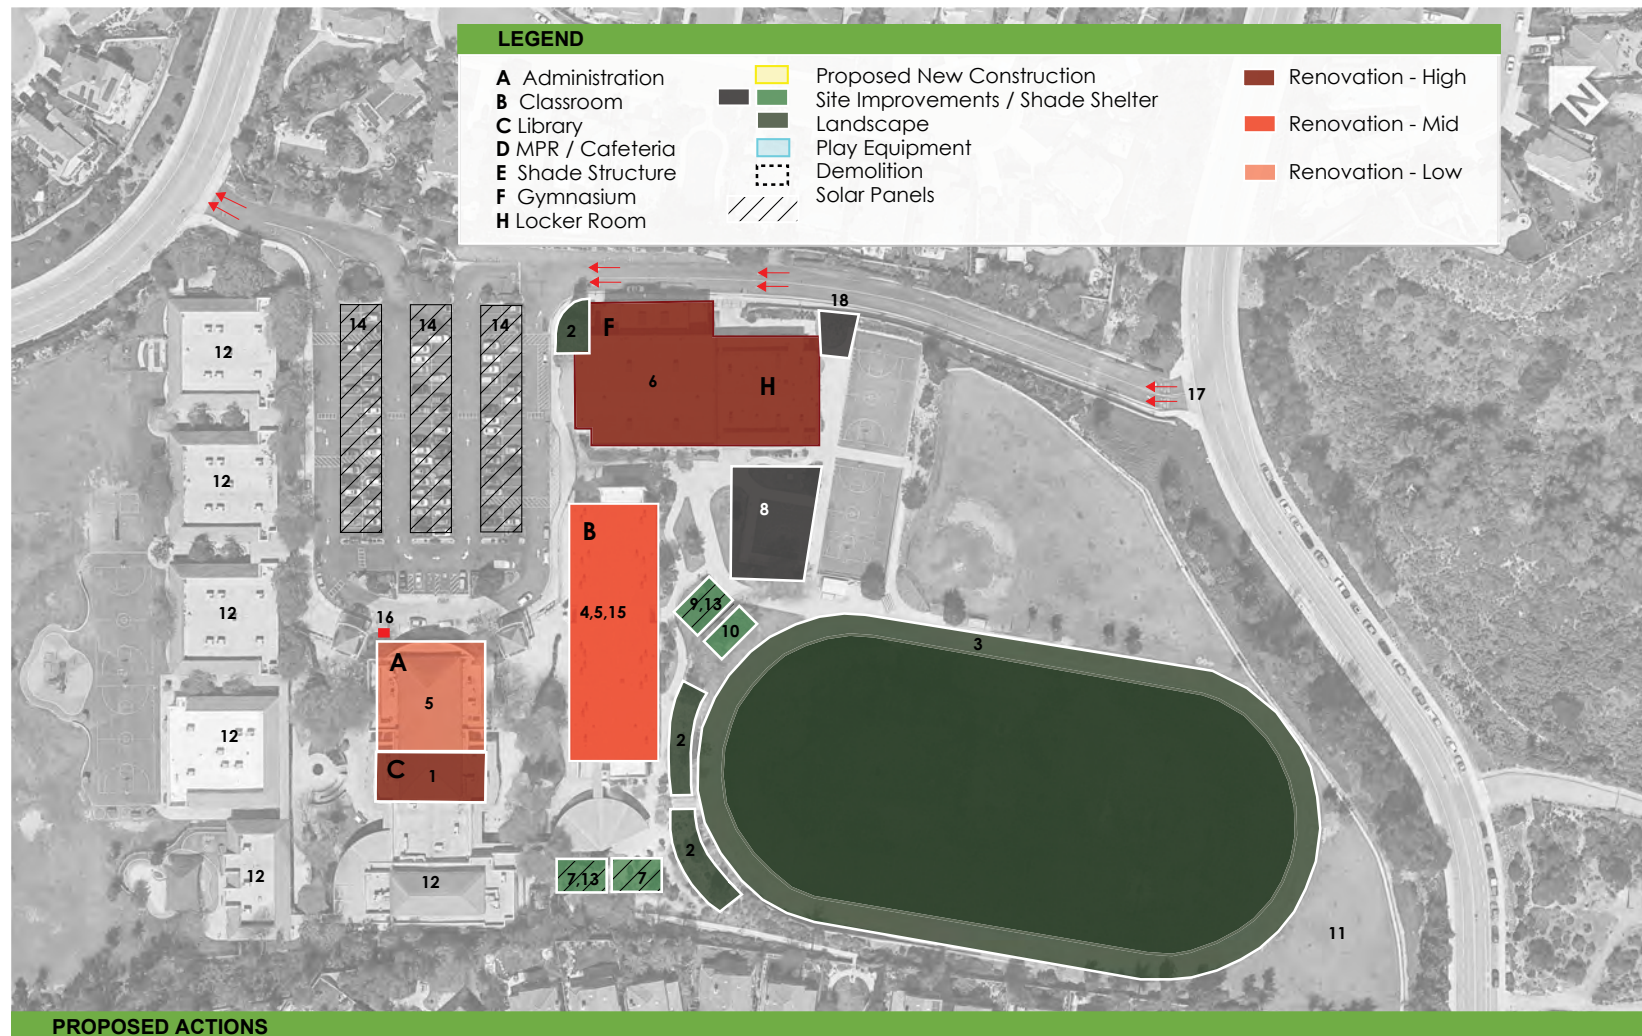 LEGEND
A Administration
B Classroom
C Library
D MPR / Cafeteria
E Shade Structure
F Gymnasium
H Locker Room
Proposed New Construction
Site Improvements / Shade Shelter
Landscape
Play Equipment
Demolition
Solar Panels
Renovation - High
Renovation - Mid
Renovation - Low
N
18
14
14
14
2
F
12
6
H
17
12
B
8
12
4,5,15
9,13
10
16
A
3
5
12
2
C
1
2
12
12
7,13
7
11
PROPOSED ACTIONS